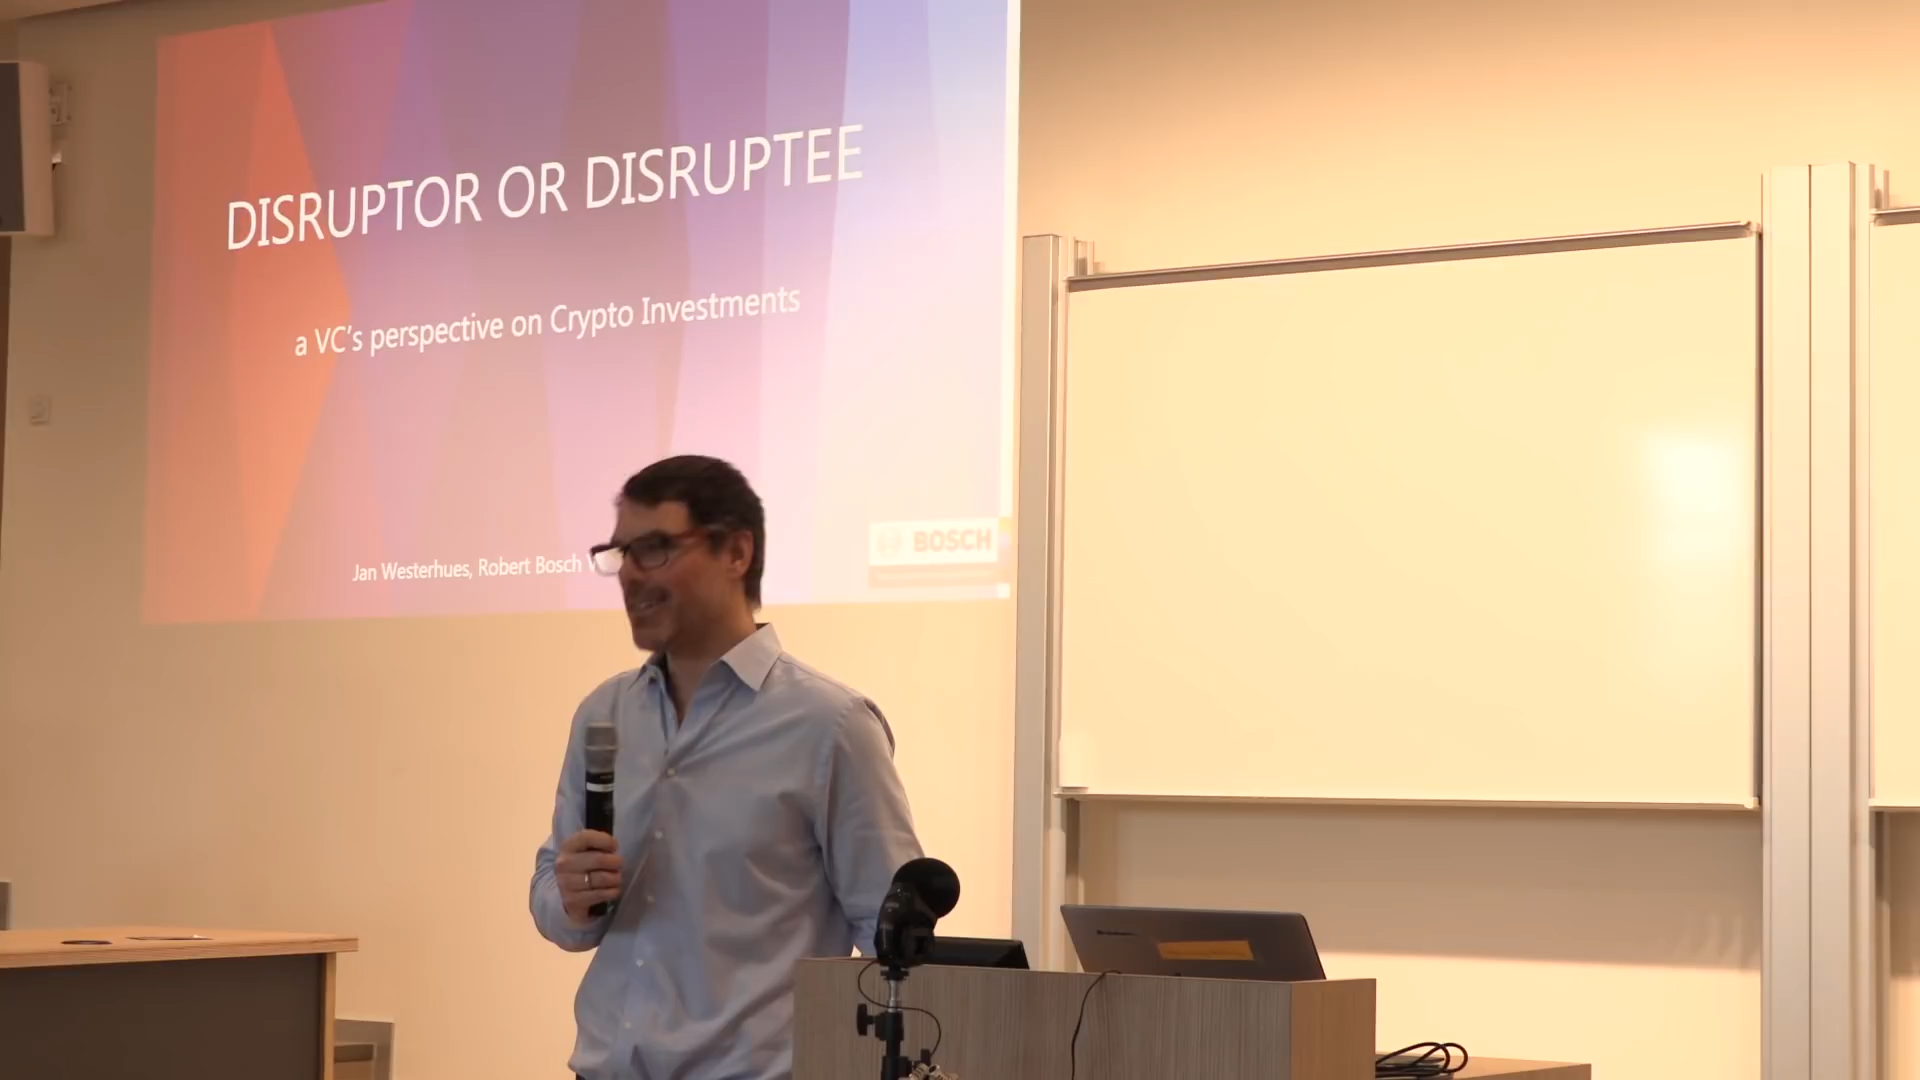 DISRUPTOR OR DISRUPTEE
a VC's perspective on Crypto Investments
Jan Westerhues, Robert Bosch
BOSCH